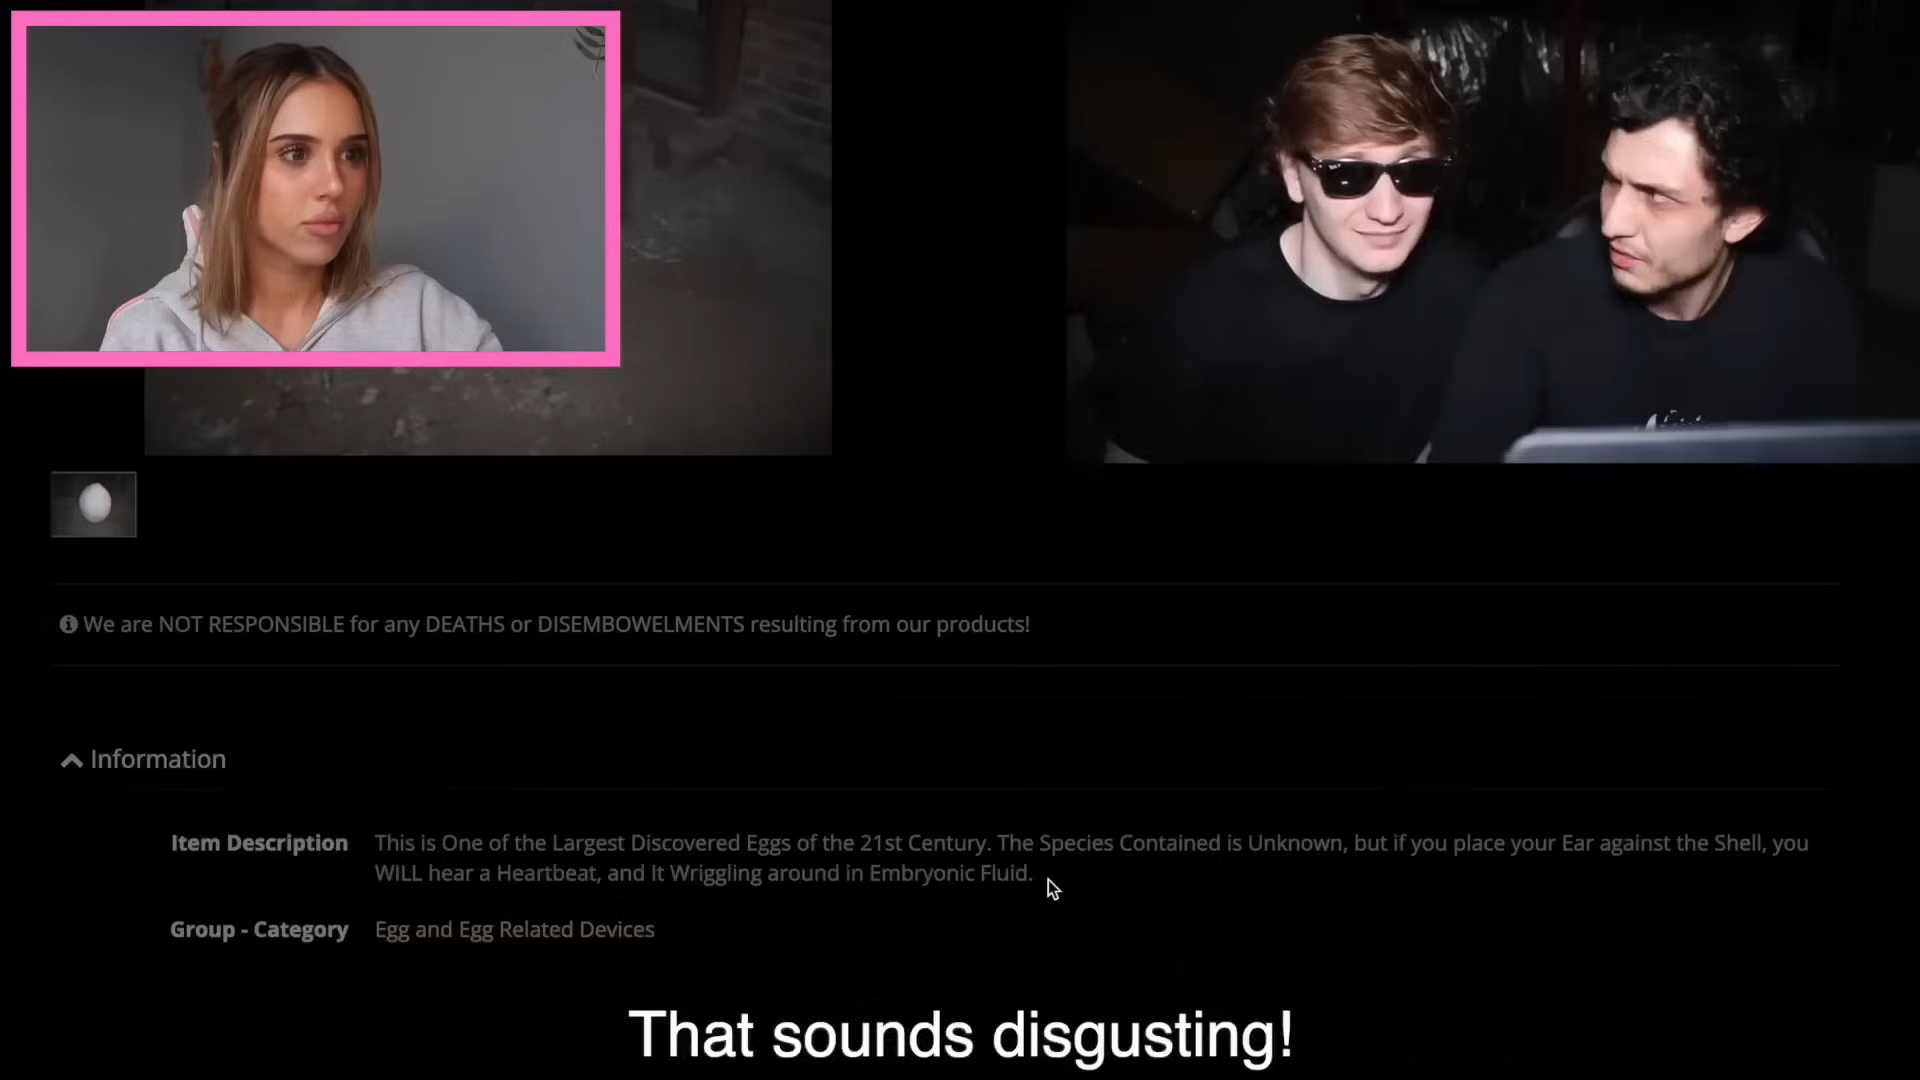 We are NOT RESPONSIBLE for any DEATHS or DISEMBOWELMENTS resulting from our products!
Information
Item Description
This is One of the Largest Discovered Eggs of the 21st Century. The Species Contained is Unknown, but if you place your Ear against the Shell, you
WILL hear a Heartbeat, and It Wriggling around in Embryonic Fluid.
Group - Category
Egg and Egg Related Devices
That sounds disgusting!